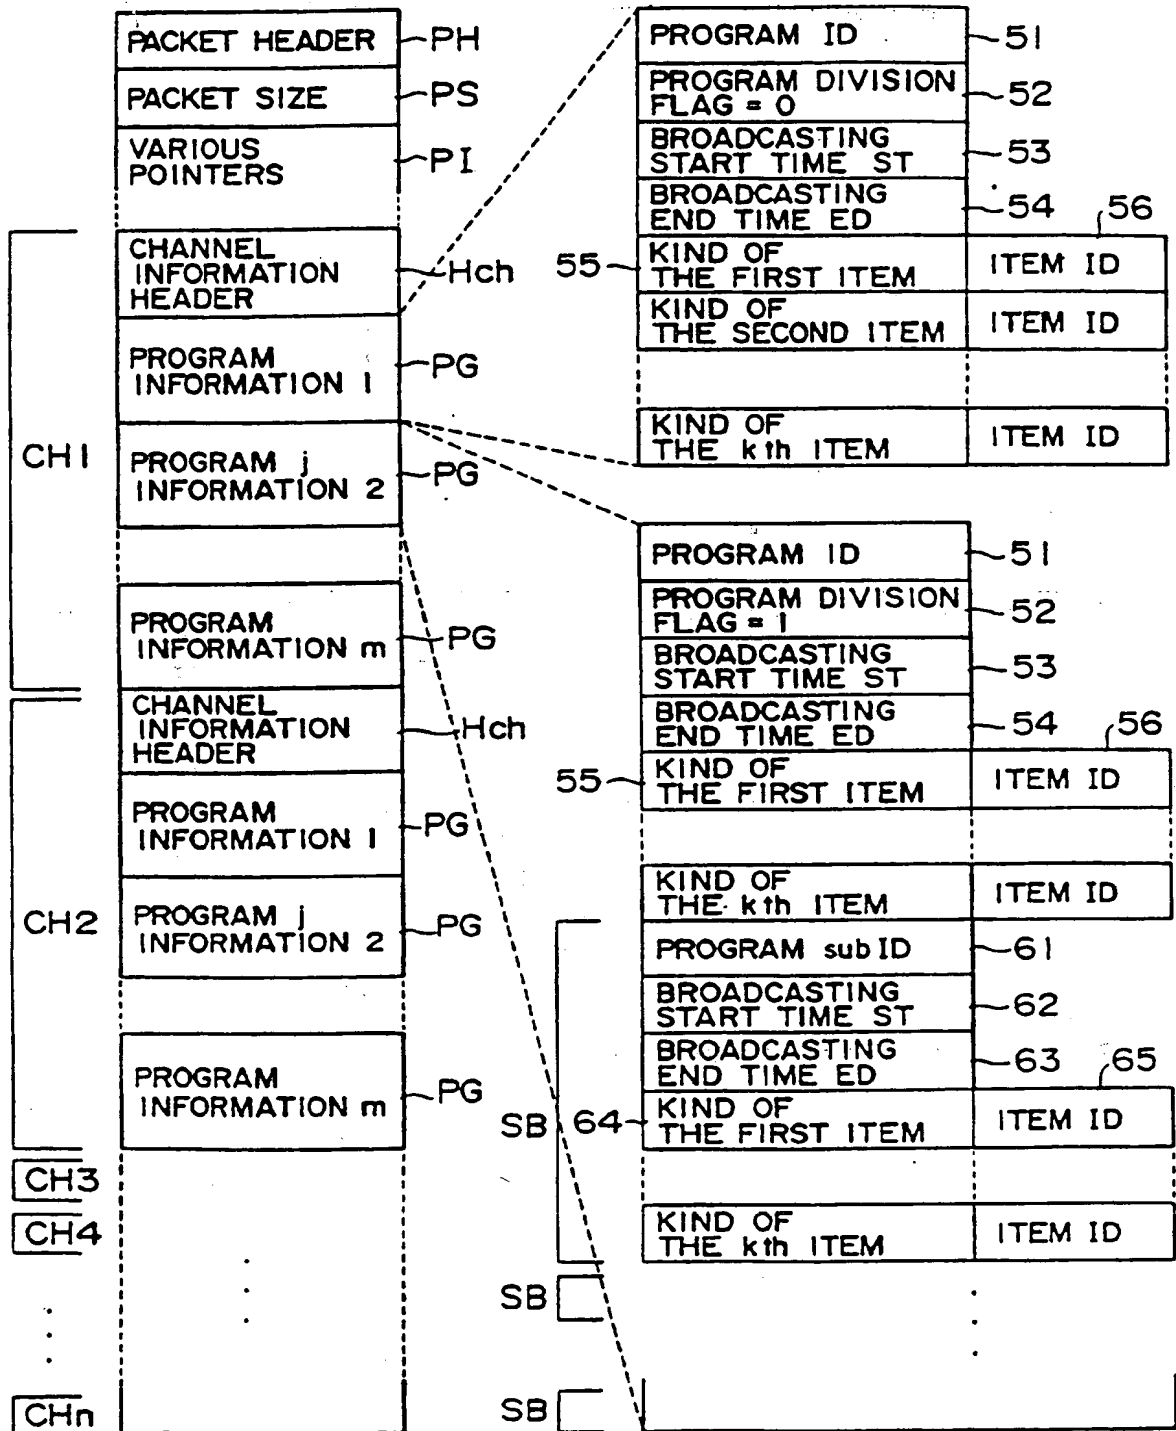 PACKET HEADER
PH
PACKET SIZE
PS
VARIOUS
POINTERS
PI
CH1
CHANNEL
INFORMATION
HEADER
Hch
PROGRAM
INFORMATION 1
PG
PROGRAM j
INFORMATION 2
PG
PROGRAM
INFORMATION m
PG
CH2
CHANNEL
INFORMATION
HEADER
Hch
PROGRAM
INFORMATION 1
PG
PROGRAM j
INFORMATION 2
PG
PROGRAM
INFORMATION m
PG
CH3
CH4
CHn
PROGRAM ID
51
PROGRAM DIVISION
FLAG = 0
52
BROADCASTING
START TIME ST
53
BROADCASTING
END TIME ED
54
56
55
KIND OF
THE FIRST ITEM
ITEM ID
KIND OF
THE SECOND ITEM
ITEM ID
KIND OF
THE kth ITEM
ITEM ID
PROGRAM ID
51
PROGRAM DIVISION
FLAG = 1
52
BROADCASTING
START TIME ST
53
BROADCASTING
END TIME ED
54
56
55
KIND OF
THE FIRST ITEM
ITEM ID
KIND OF
THE kth ITEM
ITEM ID
SB
PROGRAM sub ID
61
BROADCASTING
START TIME ST
62
BROADCASTING
END TIME ED
63
65
64
KIND OF
THE FIRST ITEM
ITEM ID
KIND OF
THE kth ITEM
ITEM ID
SB
SB